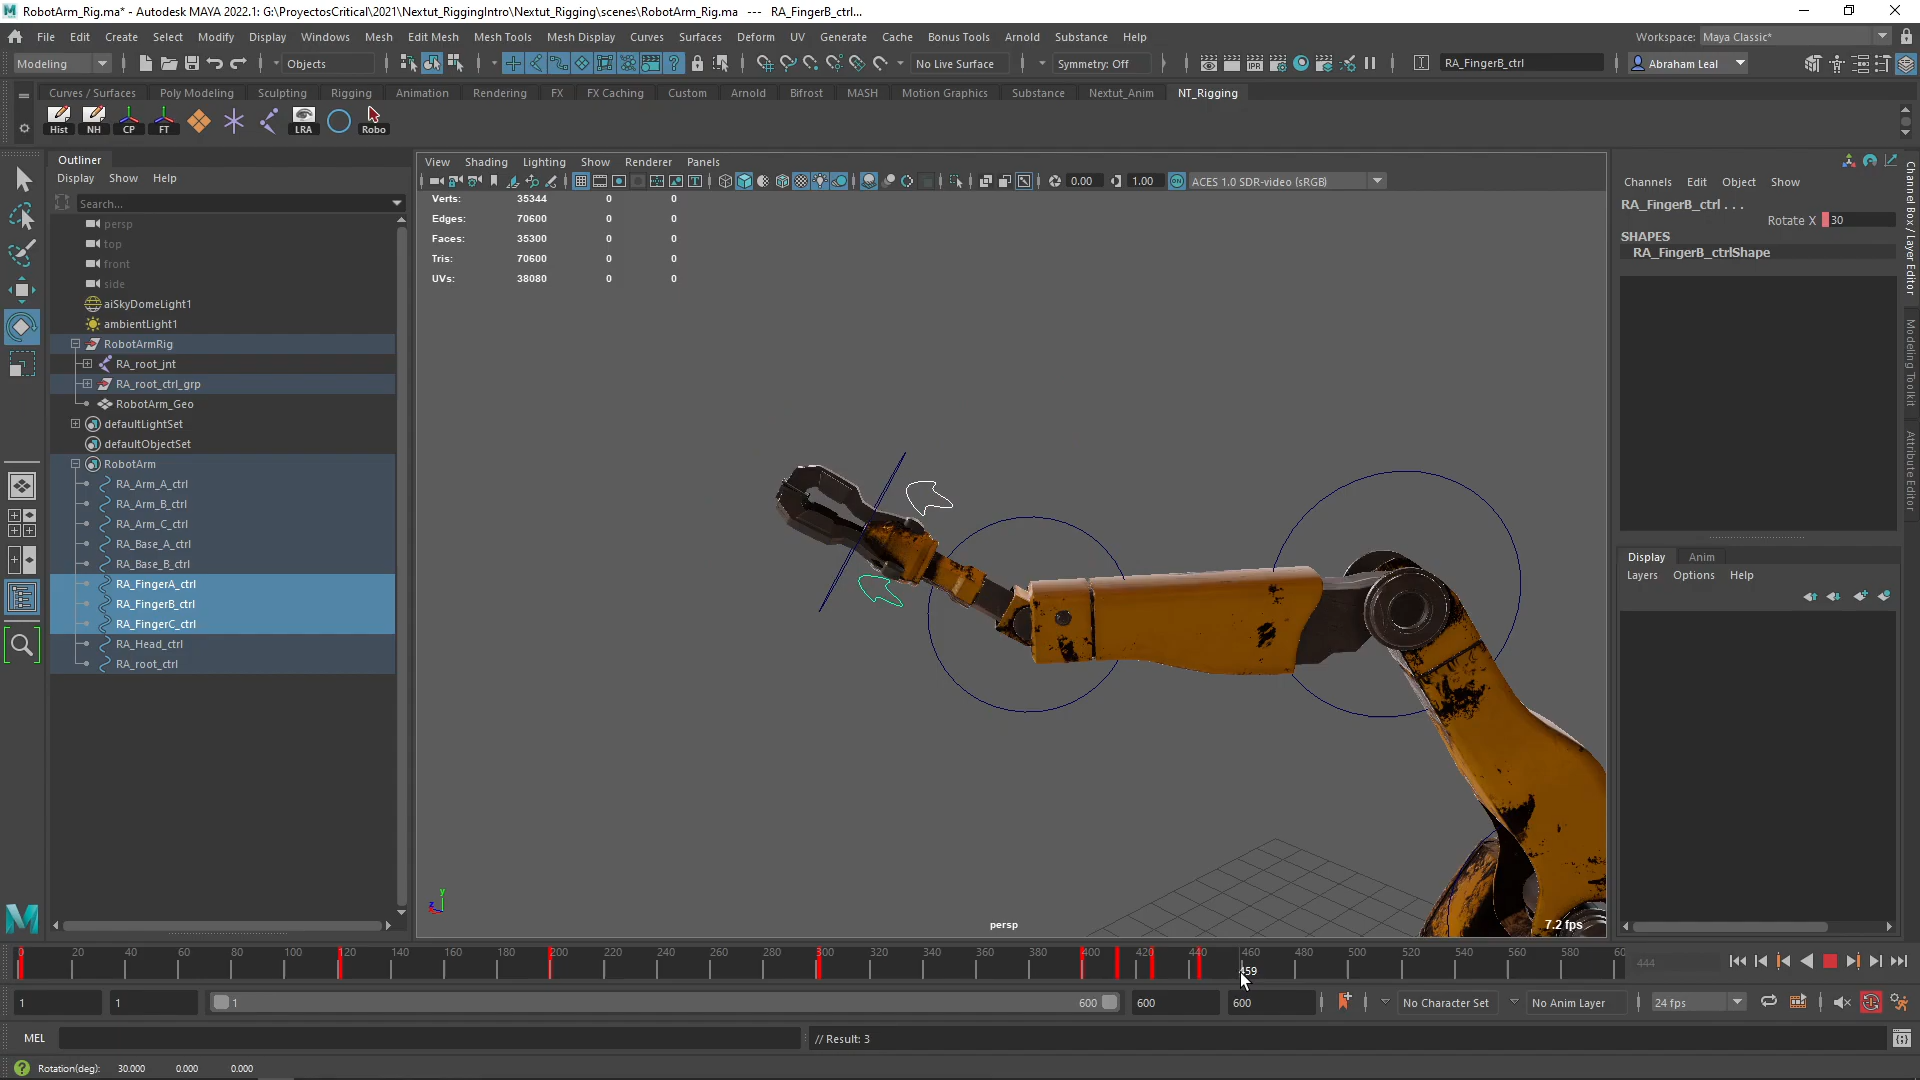 RobotArm_Rig.ma* - Autodesk MAYA 2022.1: G:\ProyectosCritical\2021\Nextut_RiggingIntro\Nextut_Rigging\scenes\RobotArm_Rig.ma --- RA_FingerB_ctrl...
File Edit Create Select Modify Display Windows Mesh Edit Mesh Mesh Tools Mesh Display Curves Surfaces Deform UV Generate Cache Bonus Tools Arnold Substance Help
Workspace: Maya Classic*
Modeling Objects No Live Surface Symmetry: Off RA_FingerB_ctrl Abraham Leal
Curves / Surfaces Poly Modeling Sculpting Rigging Animation Rendering FX FX Caching Custom Arnold Bifrost MASH Motion Graphics Substance Nextut_Anim NT_Rigging
Hist NH CP FT LRA Robo
Outliner
Display Show Help
Search...
persp
top
front
side
aiSkyDomeLight1
ambientLight1
RobotArmRig
RA_root_jnt
RA_root_ctrl_grp
RobotArm_Geo
defaultLightSet
defaultObjectSet
RobotArm
RA_Arm_A_ctrl
RA_Arm_B_ctrl
RA_Arm_C_ctrl
RA_Base_A_ctrl
RA_Base_B_ctrl
RA_FingerA_ctrl
RA_FingerB_ctrl
RA_FingerC_ctrl
RA_Head_ctrl
RA_root_ctrl
View Shading Lighting Show Renderer Panels
0.00 1.00 ON ACES 1.0 SDR-video (sRGB)
Verts: 35344 0 0
Edges: 70600 0 0
Faces: 35300 0 0
Tris: 70600 0 0
UVs: 38080 0 0
y
z
persp
7.2 fps
Channels Edit Object Show
RA_FingerB_ctrl . . .
Rotate X 30
SHAPES
RA_FingerB_ctrlShape
Display Anim
Layers Options Help
Channel Box / Layer Editor
Modeling Toolkit
Attribute Editor
0 20 40 60 80 100 120 140 160 180 200 220 240 260 280 300 320 340 360 380 400 420 440 460 480 500 520 540 560 580 60
459
444
1 1 1 600 600 600 No Character Set No Anim Layer 24 fps
MEL // Result: 3
Rotation(deg): 30.000 0.000 0.000